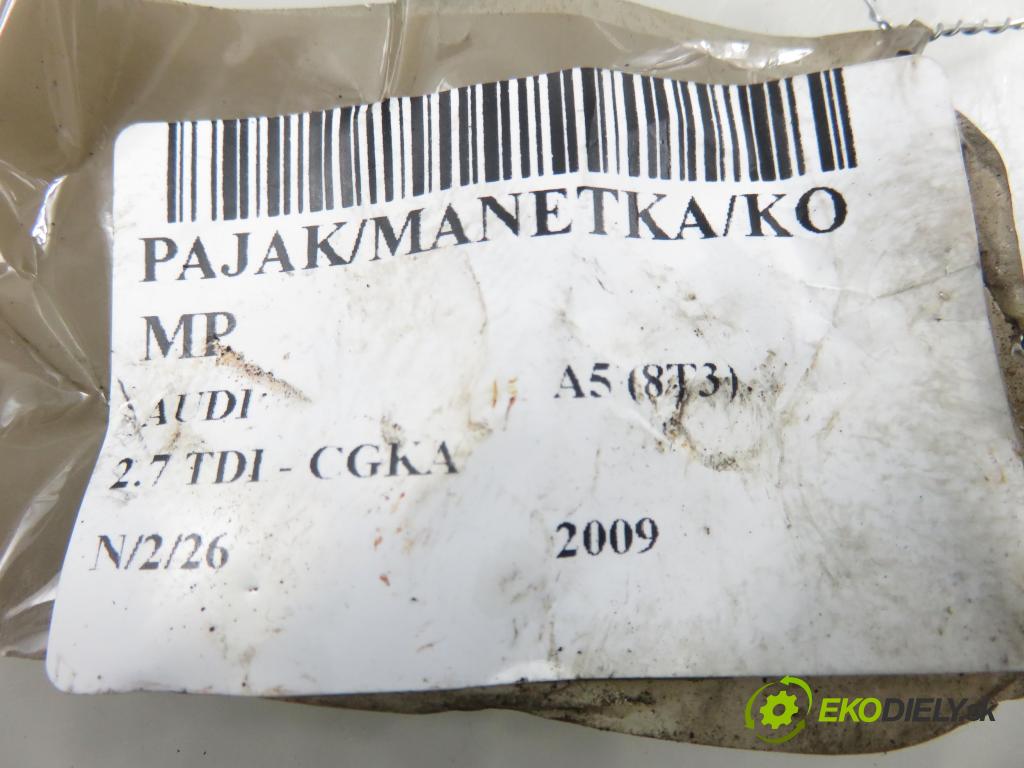 PAJAK/MANETKA/KO
MP
AUDI
A5 (8T3)
2.7 TDI - CGKA
N/2/26
2009
EKODIELY.sk